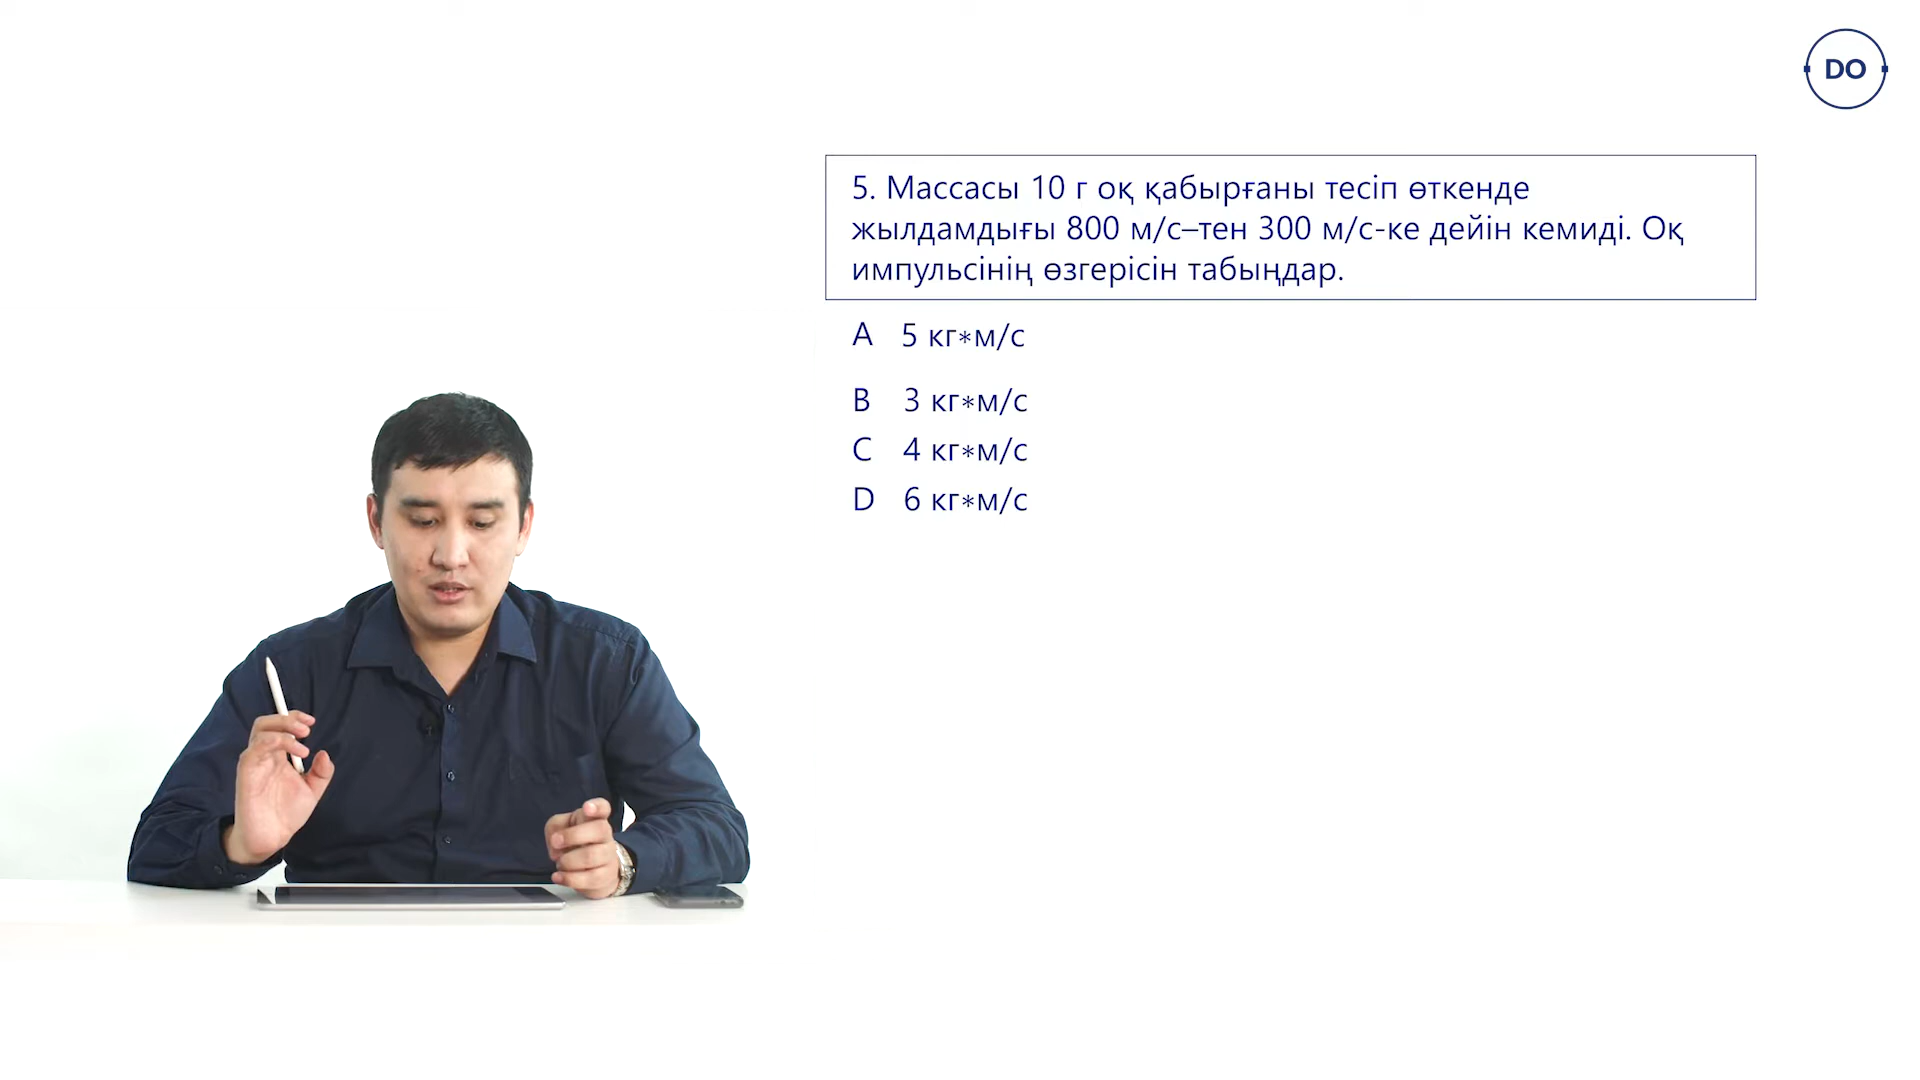 DO
5. Массасы 10 г оқ қабырғаны тесіп өткенде
жылдамдығы 800 м/с–тен 300 м/с-ке дейін кемиді. Оқ
импульсінің өзгерісін табыңдар.
A 5 кг*м/с
B 3 кг*м/с
C 4 кг*м/с
D 6 кг*м/с